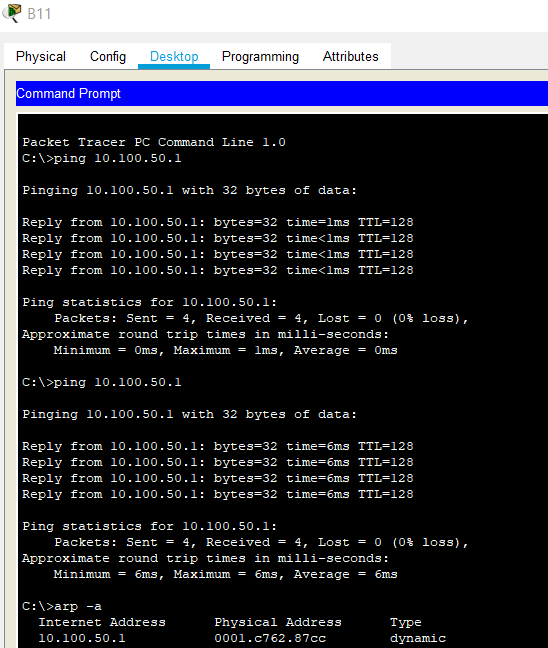 B11
Physical Config Desktop Programming Attributes
Command Prompt
Packet Tracer PC Command Line 1.0
C:\>ping 10.100.50.1
Pinging 10.100.50.1 with 32 bytes of data:
Reply from 10.100.50.1: bytes=32 time=1ms TTL=128
Reply from 10.100.50.1: bytes=32 time<1ms TTL=128
Reply from 10.100.50.1: bytes=32 time<1ms TTL=128
Reply from 10.100.50.1: bytes=32 time<1ms TTL=128
Ping statistics for 10.100.50.1:
    Packets: Sent = 4, Received = 4, Lost = 0 (0% loss),
Approximate round trip times in milli-seconds:
    Minimum = 0ms, Maximum = 1ms, Average = 0ms
C:\>ping 10.100.50.1
Pinging 10.100.50.1 with 32 bytes of data:
Reply from 10.100.50.1: bytes=32 time=6ms TTL=128
Reply from 10.100.50.1: bytes=32 time=6ms TTL=128
Reply from 10.100.50.1: bytes=32 time=6ms TTL=128
Reply from 10.100.50.1: bytes=32 time=6ms TTL=128
Ping statistics for 10.100.50.1:
    Packets: Sent = 4, Received = 4, Lost = 0 (0% loss),
Approximate round trip times in milli-seconds:
    Minimum = 6ms, Maximum = 6ms, Average = 6ms
C:\>arp -a
  Internet Address      Physical Address      Type
  10.100.50.1           0001.c762.87cc        dynamic